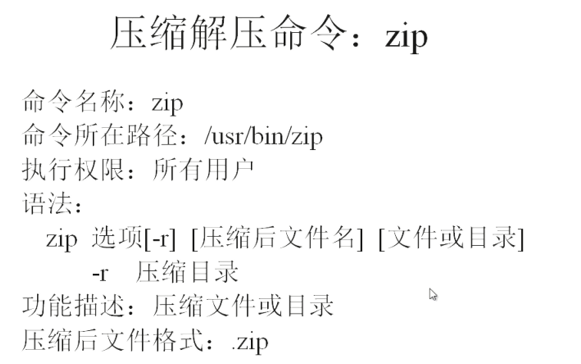 压缩解压命令：zip
命令名称：zip
命令所在路径：/usr/bin/zip
执行权限：所有用户
语法：
zip 选项[-r] [压缩后文件名] [文件或目录]
-r 压缩目录
功能描述：压缩文件或目录
压缩后文件格式：.zip